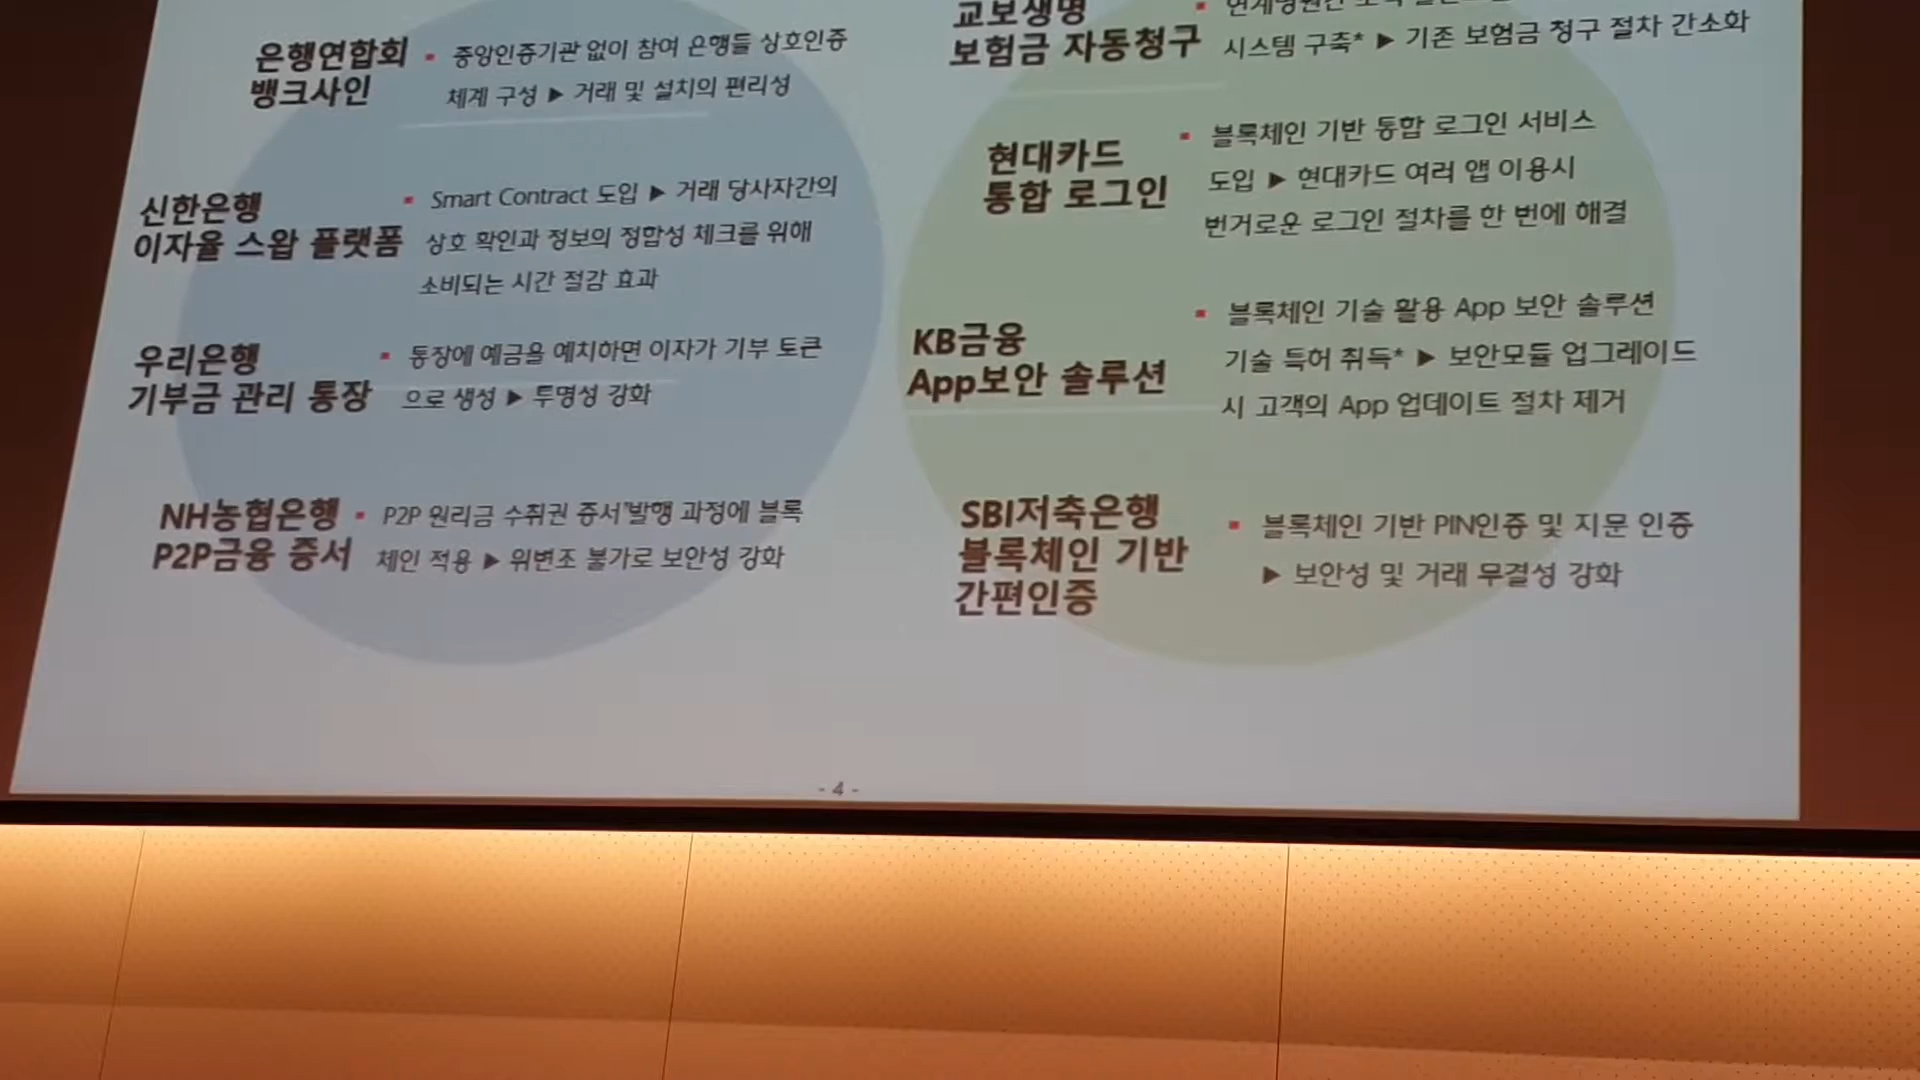 은행연합회
뱅크사인
중앙인증기관 없이 참여 은행들 상호인증
체계 구성 ▶ 거래 및 설치의 편리성
신한은행
이자율 스왑 플랫폼
Smart Contract 도입 ▶ 거래 당사자간의
상호 확인과 정보의 정합성 체크를 위해
소비되는 시간 절감 효과
우리은행
기부금 관리 통장
통장에 예금을 예치하면 이자가 기부 토큰
으로 생성 ▶ 투명성 강화
NH농협은행
P2P금융 증서
P2P 원리금 수취권 증서*발행 과정에 블록
체인 적용 ▶ 위변조 불가로 보안성 강화
교보생명
보험금 자동청구
시스템 구축* ▶ 기존 보험금 청구 절차 간소화
현대카드
통합 로그인
블록체인 기반 통합 로그인 서비스
도입 ▶ 현대카드 여러 앱 이용시
번거로운 로그인 절차를 한 번에 해결
KB금융
App보안 솔루션
블록체인 기술 활용 App 보안 솔루션
기술 특허 취득* ▶ 보안모듈 업그레이드
시 고객의 App 업데이트 절차 제거
SBI저축은행
블록체인 기반
간편인증
블록체인 기반 PIN인증 및 지문 인증
▶ 보안성 및 거래 무결성 강화
- 4 -